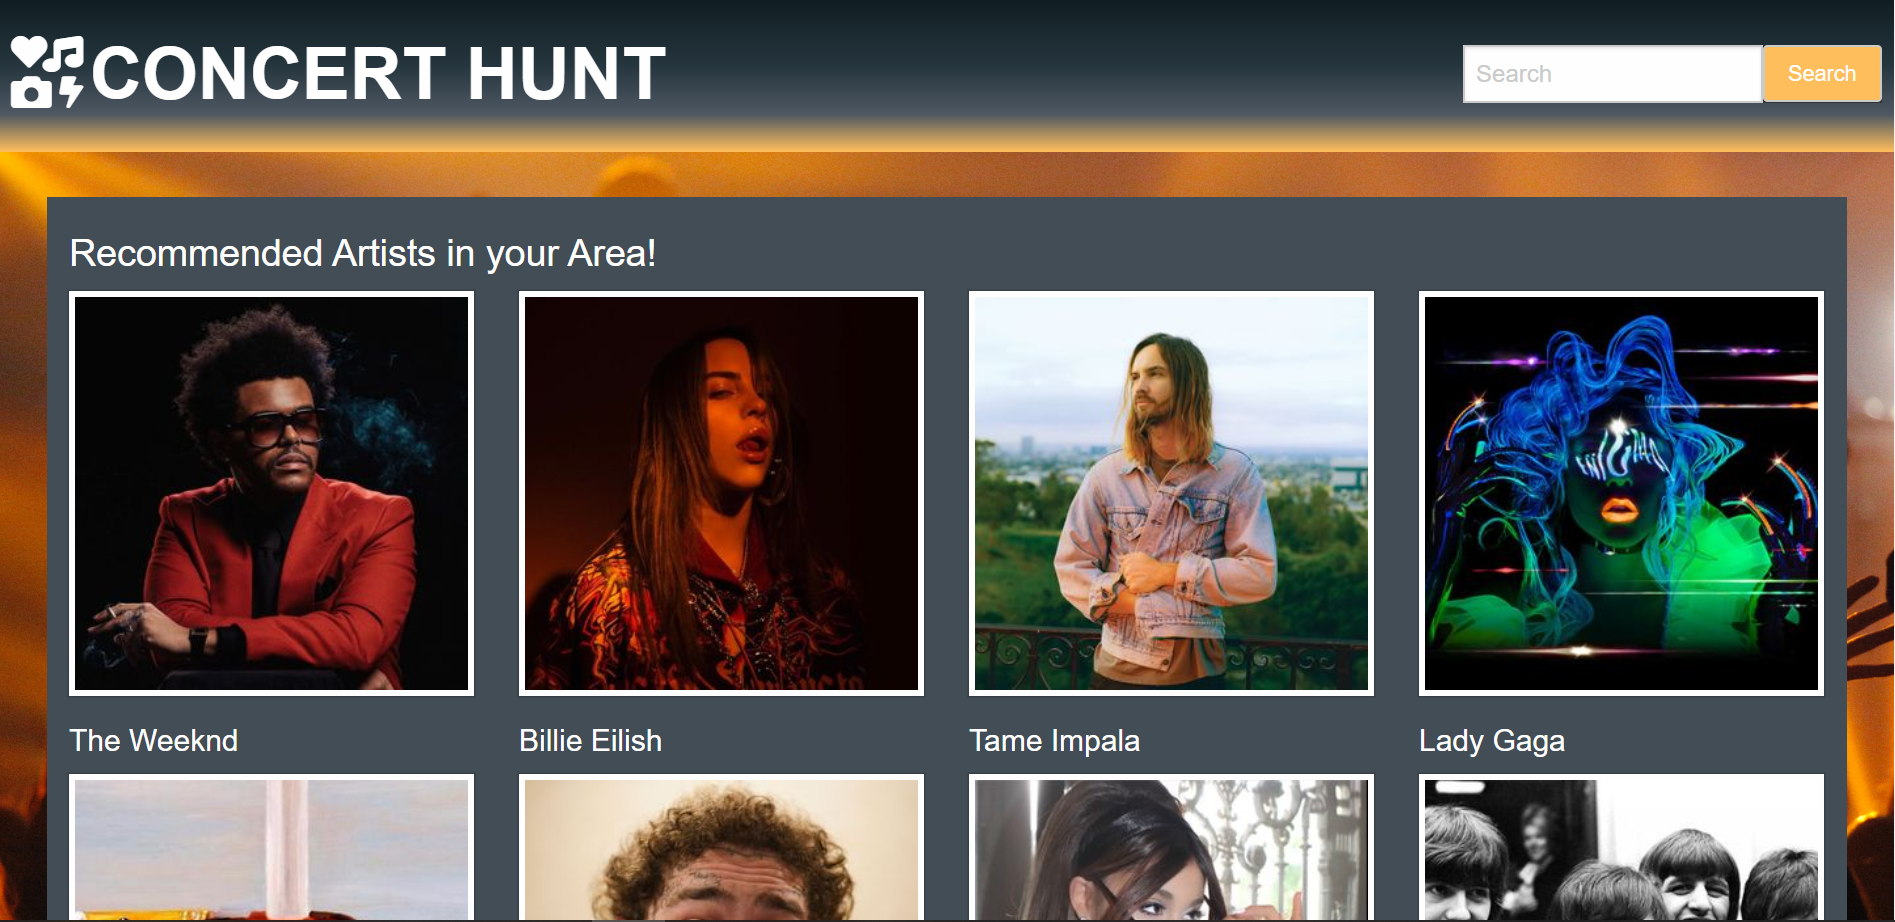 CONCERT HUNT
Search
Search
Recommended Artists in your Area!
The Weeknd
Billie Eilish
Tame Impala
Lady Gaga